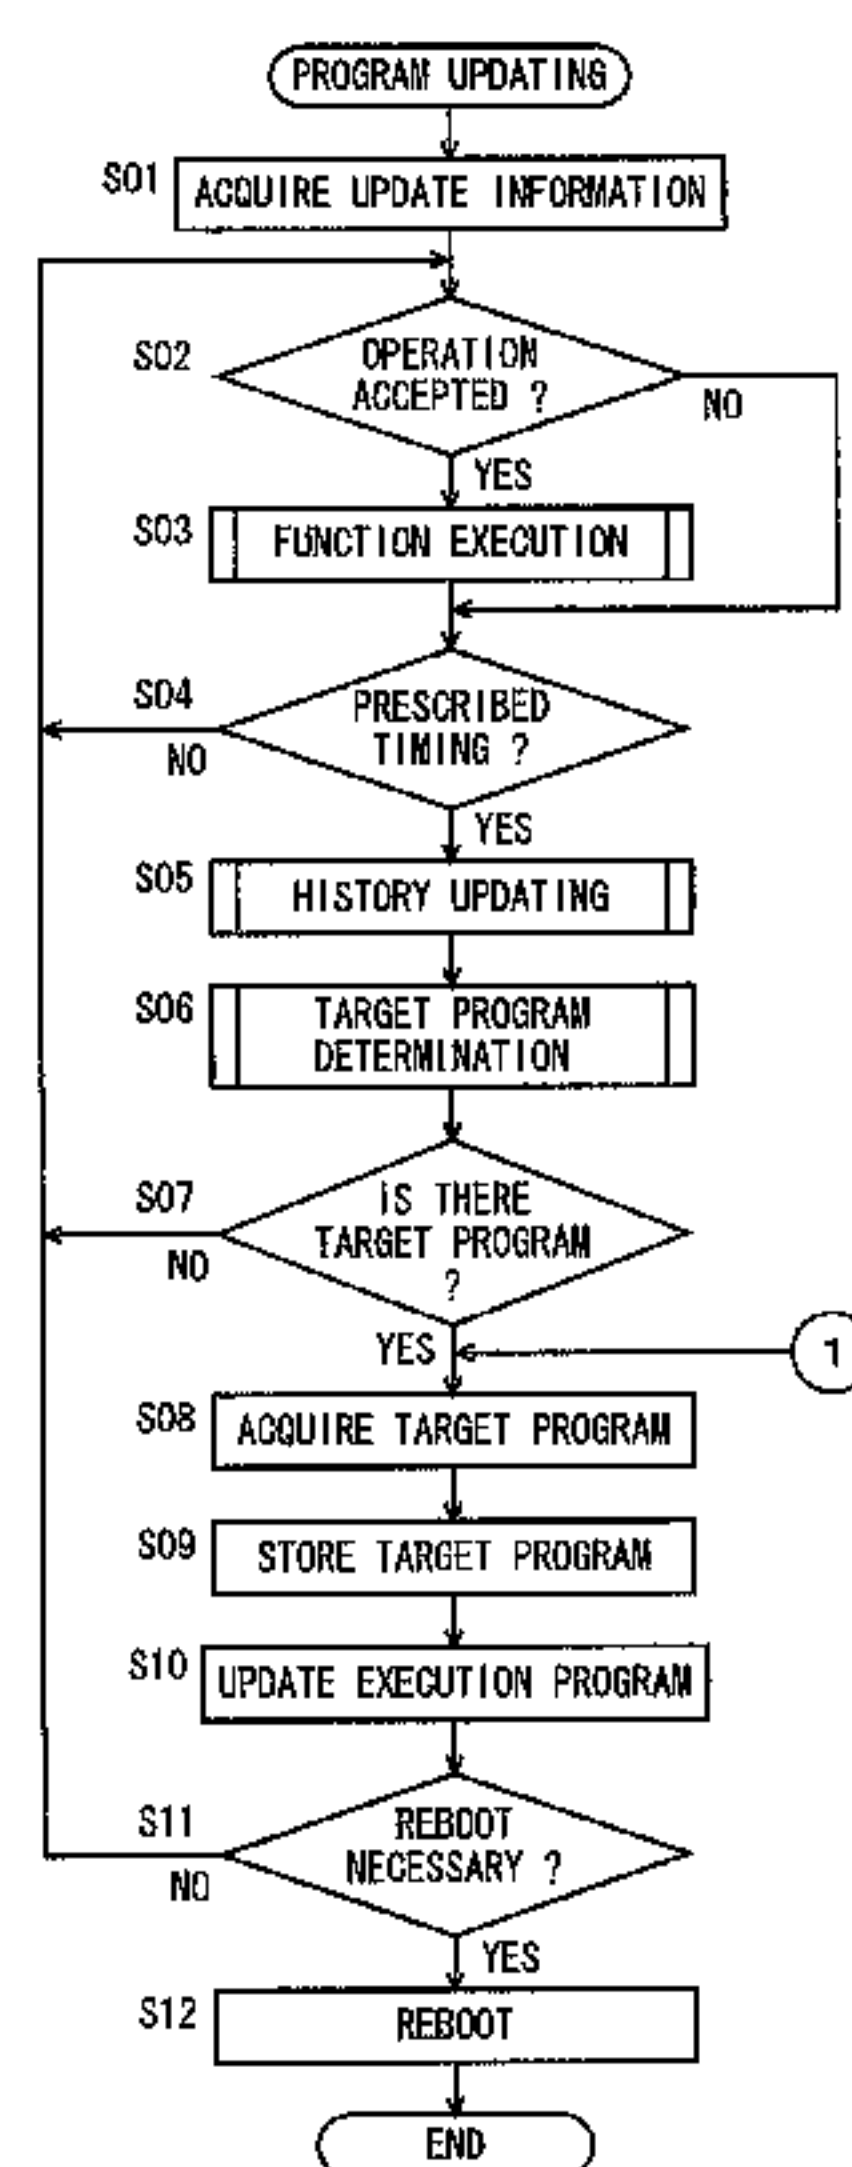 PROGRAM UPDATING
S01
ACQUIRE UPDATE INFORMATION
S02
OPERATION
ACCEPTED ?
NO
YES
S03
FUNCTION EXECUTION
S04
PRESCRIBED
TIMING ?
NO
YES
S05
HISTORY UPDATING
S06
TARGET PROGRAM
DETERMINATION
S07
IS THERE
TARGET PROGRAM
?
NO
YES
1
S08
ACQUIRE TARGET PROGRAM
S09
STORE TARGET PROGRAM
S10
UPDATE EXECUTION PROGRAM
S11
REBOOT
NECESSARY ?
NO
YES
S12
REBOOT
END